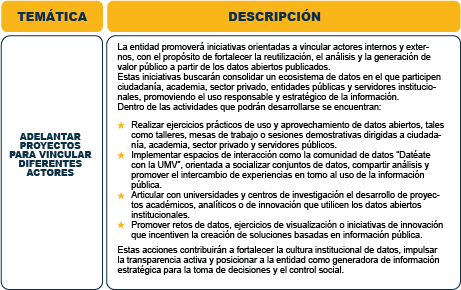 TEMÁTICA
DESCRIPCIÓN
ADELANTAR
PROYECTOS
PARA VINCULAR
DIFERENTES
ACTORES
La entidad promoverá iniciativas orientadas a vincular actores internos y exter-
nos, con el propósito de fortalecer la reutilización, el análisis y la generación de
valor público a partir de los datos abiertos publicados.
Estas iniciativas buscarán consolidar un ecosistema de datos en el que participen
ciudadanía, academia, sector privado, entidades públicas y servidores institucio-
nales, promoviendo el uso responsable y estratégico de la información.
Dentro de las actividades que podrán desarrollarse se encuentran:
★ Realizar ejercicios prácticos de uso y aprovechamiento de datos abiertos, tales
como talleres, mesas de trabajo o sesiones demostrativas dirigidas a ciudada-
nía, academia, sector privado y servidores públicos.
★ Implementar espacios de interacción como la comunidad de datos “Datéate
con la UMV”, orientada a socializar conjuntos de datos, compartir análisis y
promover el intercambio de experiencias en torno al uso de la información
pública.
★ Articular con universidades y centros de investigación el desarrollo de proyec-
tos académicos, analíticos o de innovación que utilicen los datos abiertos
institucionales.
★ Promover retos de datos, ejercicios de visualización o iniciativas de innovación
que incentiven la creación de soluciones basadas en información pública.
Estas acciones contribuirán a fortalecer la cultura institucional de datos, impulsar
la transparencia activa y posicionar a la entidad como generadora de información
estratégica para la toma de decisiones y el control social.